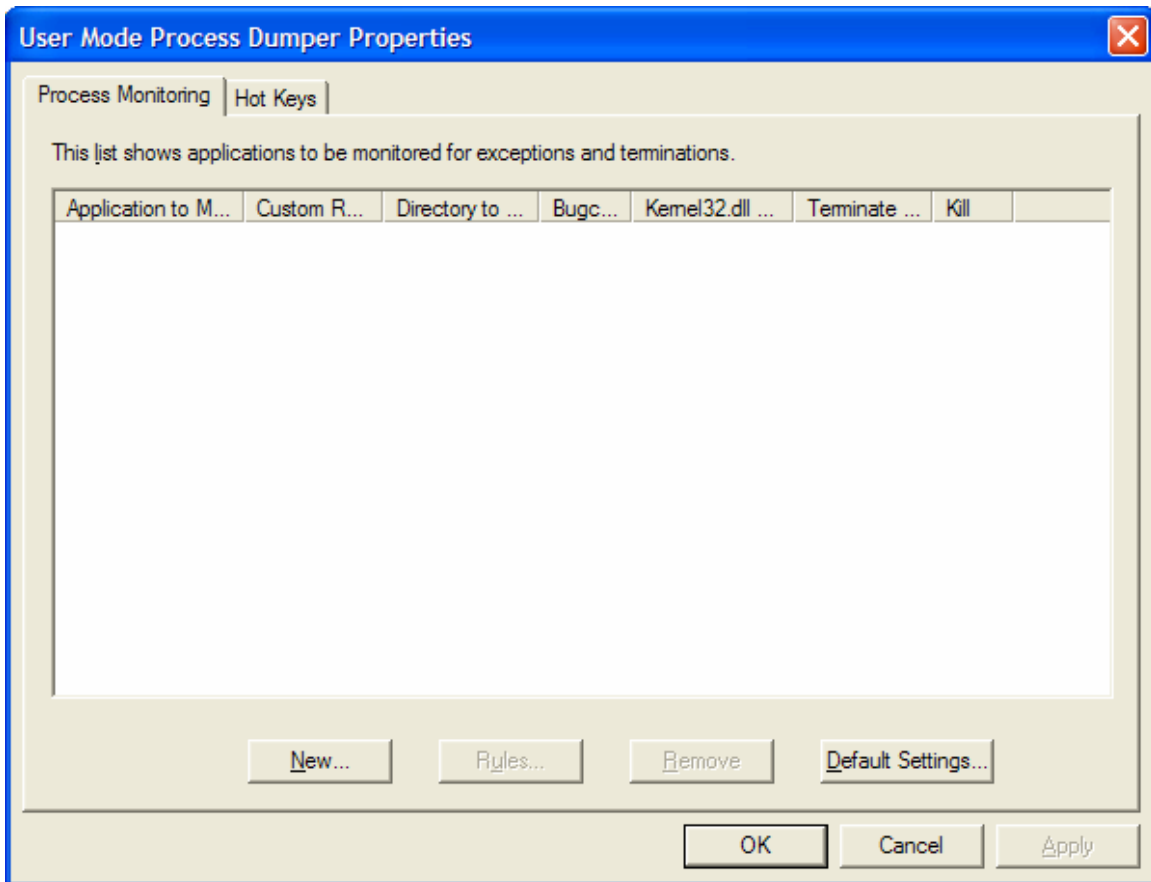 User Mode Process Dumper Properties
Process Monitoring Hot Keys
This list shows applications to be monitored for exceptions and terminations.
Application to M... Custom R... Directory to ... Bugc... Kernel32.dll ... Terminate ... Kill
New... Rules... Remove Default Settings...
OK Cancel Apply